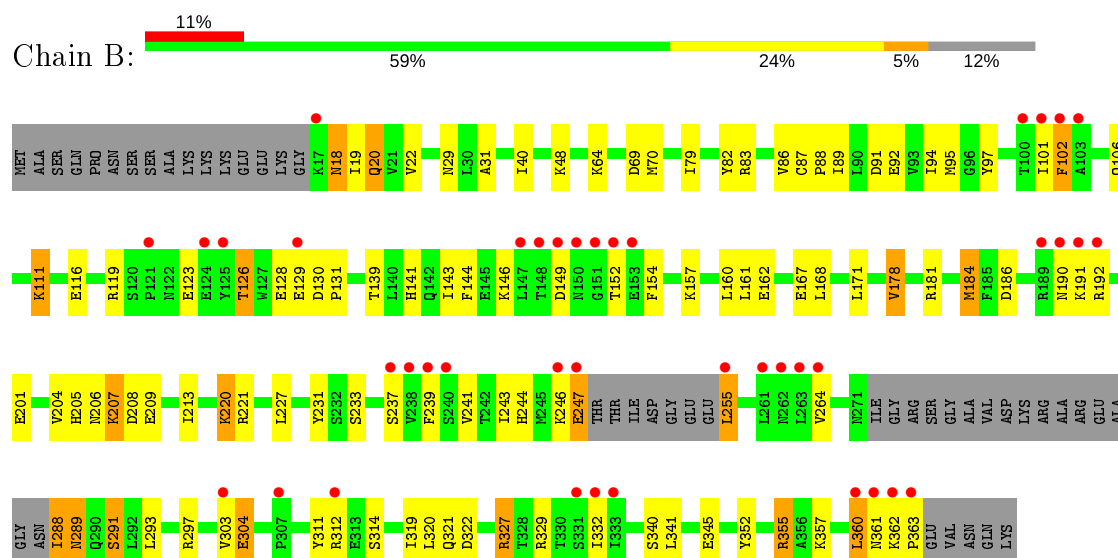 11%
Chain B:
59% 24% 5% 12%
MET ALA SER GLN PRO ASN SER SER ALA LYS LYS LYS GLU GLU LYS GLY K17 N18 I19 Q20 V21 V22 N29 L30 A31 I40 K48 K64 D69 M70 I79 Y82 R83 V86 C87 P88 I89 L90 D91 E92 V93 I94 M95 G96 Y97 T100 I101 F102 A103
K111 E116 R119 S120 P121 N122 E123 E124 Y125 T126 W127 E128 E129 D130 P131 T139 L140 H141 Q142 I143 F144 E145 K146 L147 T148 D149 N150 G151 T152 E153 F154 K157 L160 L161 E162 E167 L168 L171 V178 R181 M184 F185 D186 R189 N190 K191 R192
E201 V204 H205 N206 K207 D208 E209 I213 K220 R221 L227 Y231 S232 S233 S237 V238 F239 S240 V241 T242 I243 H244 M245 K246 E247 THR THR ILE ASP GLY GLU GLU L255 L261 N262 L263 V264 N271 ILE GLY ARG SER GLY ALA VAL ASP LYS ARG ALA ARG GLU ALA
GLY ASN I288 N289 Q290 S291 L292 L293 R297 V303 E304 P307 Y311 R312 E313 S314 I319 L320 Q321 D322 R327 T328 R329 T330 S331 I332 I333 S340 L341 E345 Y352 R355 A356 K357 L360 N361 K362 P363 GLU VAL ASN GLN LYS